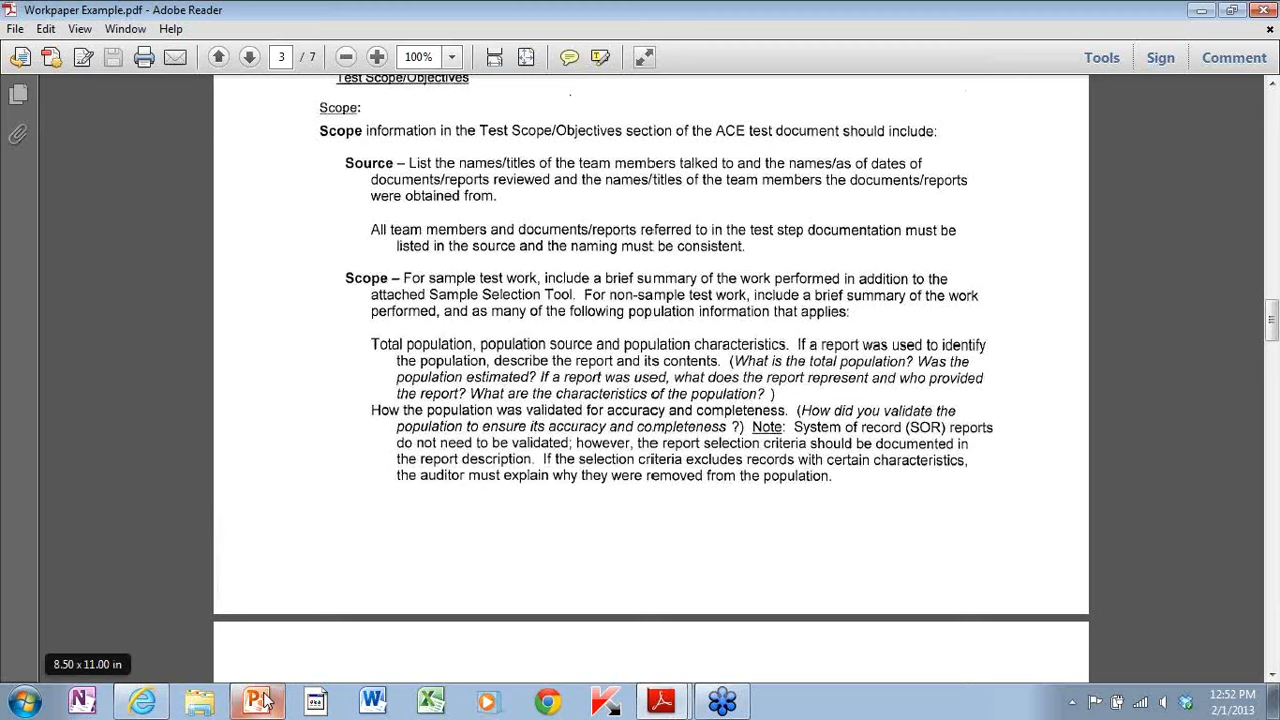 Workpaper Example.pdf - Adobe Reader
File Edit View Window Help
3 / 7 100% Tools Sign Comment
Test Scope/Objectives
Scope:
Scope information in the Test Scope/Objectives section of the ACE test document should include:
Source – List the names/titles of the team members talked to and the names/as of dates of
documents/reports reviewed and the names/titles of the team members the documents/reports
were obtained from.
All team members and documents/reports referred to in the test step documentation must be
listed in the source and the naming must be consistent.
Scope – For sample test work, include a brief summary of the work performed in addition to the
attached Sample Selection Tool. For non-sample test work, include a brief summary of the work
performed, and as many of the following population information that applies:
Total population, population source and population characteristics. If a report was used to identify
the population, describe the report and its contents. (What is the total population? Was the
population estimated? If a report was used, what does the report represent and who provided
the report? What are the characteristics of the population? )
How the population was validated for accuracy and completeness. (How did you validate the
population to ensure its accuracy and completeness ?) Note: System of record (SOR) reports
do not need to be validated; however, the report selection criteria should be documented in
the report description. If the selection criteria excludes records with certain characteristics,
the auditor must explain why they were removed from the population.
8.50 x 11.00 in
12:52 PM
2/1/2013